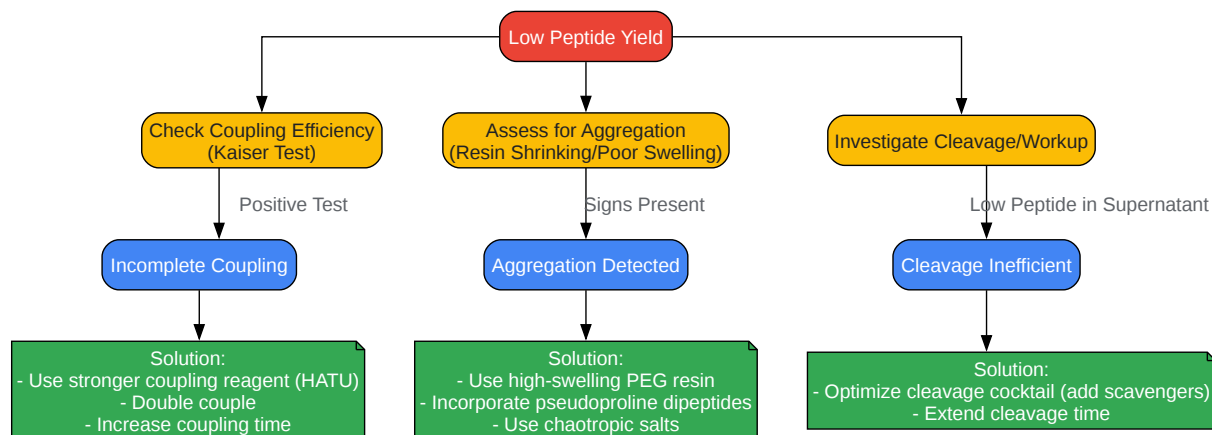 Low Peptide Yield
Check Coupling Efficiency
(Kaiser Test)
Assess for Aggregation
(Resin Shrinking/Poor Swelling)
Investigate Cleavage/Workup
Positive Test
Signs Present
Low Peptide in Supernatant
Incomplete Coupling
Aggregation Detected
Cleavage Inefficient
Solution:
- Use stronger coupling reagent (HATU)
- Double couple
- Increase coupling time
Solution:
- Use high-swelling PEG resin
- Incorporate pseudoproline dipeptides
- Use chaotropic salts
Solution:
- Optimize cleavage cocktail (add scavengers)
- Extend cleavage time